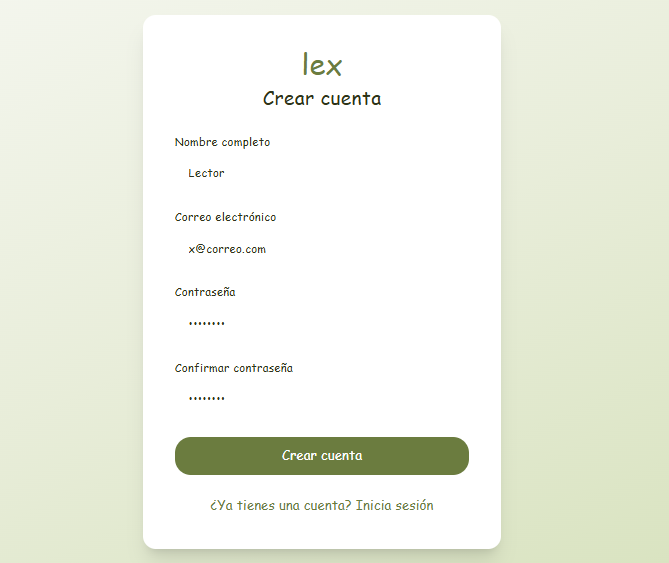 lex
Crear cuenta
Nombre completo
Lector
Correo electrónico
x@correo.com
Contraseña
••••••••
Confirmar contraseña
••••••••
Crear cuenta
¿Ya tienes una cuenta? Inicia sesión